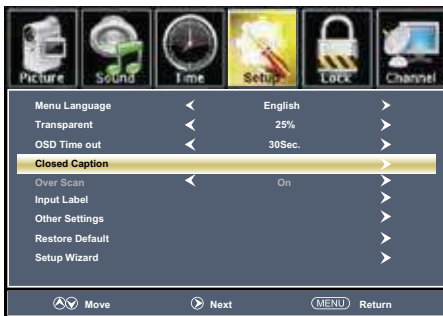 Picture Sound Time Setup Lock Channel
Menu Language English
Transparent 25%
OSD Time out 30Sec.
Closed Caption
Over Scan On
Input Label
Other Settings
Restore Default
Setup Wizard
Move Next MENU Return